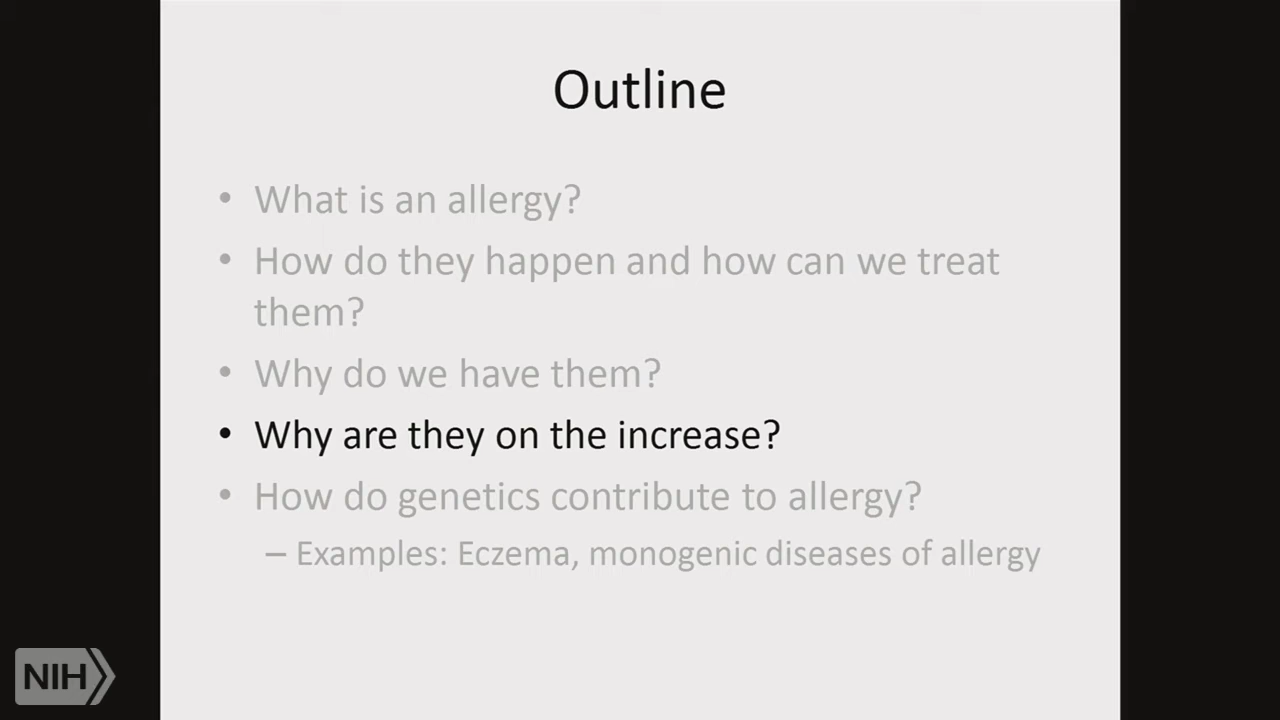 Outline
• What is an allergy?
• How do they happen and how can we treat
them?
• Why do we have them?
• Why are they on the increase?
• How do genetics contribute to allergy?
– Examples: Eczema, monogenic diseases of allergy
NIH